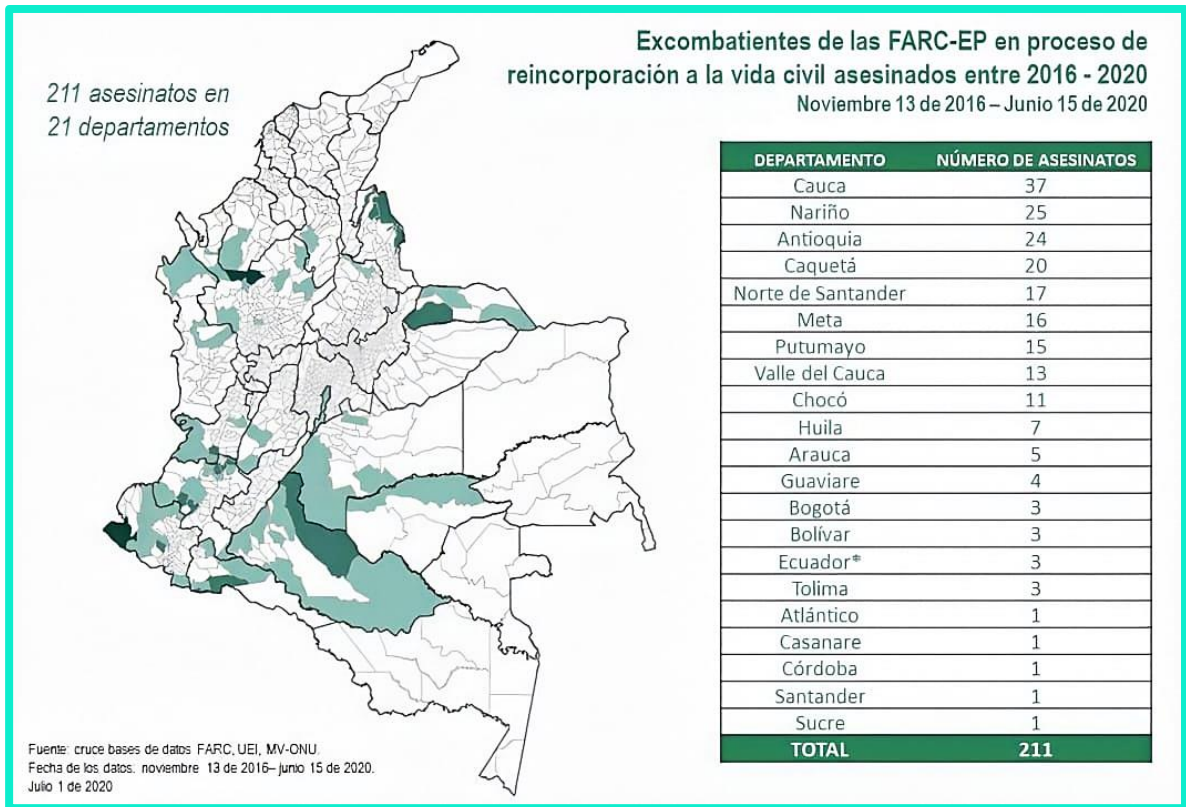 211 asesinatos en
21 departamentos
Excombatientes de las FARC-EP en proceso de
reincorporación a la vida civil asesinados entre 2016 - 2020
Noviembre 13 de 2016 – Junio 15 de 2020
DEPARTAMENTO NÚMERO DE ASESINATOS
Cauca 37
Nariño 25
Antioquia 24
Caquetá 20
Norte de Santander 17
Meta 16
Putumayo 15
Valle del Cauca 13
Chocó 11
Huila 7
Arauca 5
Guaviare 4
Bogotá 3
Bolívar 3
Ecuador* 3
Tolima 3
Atlántico 1
Casanare 1
Córdoba 1
Santander 1
Sucre 1
TOTAL 211
Fuente: cruce bases de datos FARC, UEI, MV-ONU.
Fecha de los datos. noviembre 13 de 2016– junio 15 de 2020.
Julio 1 de 2020